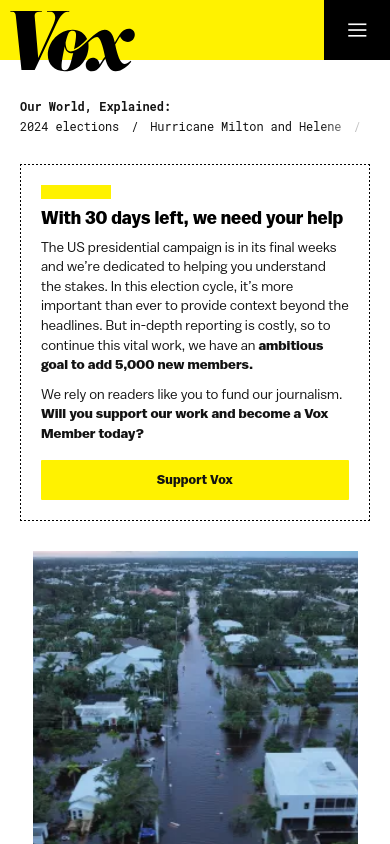 Vox
Our World, Explained:
2024 elections / Hurricane Milton and Helene /
With 30 days left, we need your help
The US presidential campaign is in its final weeks
and we’re dedicated to helping you understand
the stakes. In this election cycle, it’s more
important than ever to provide context beyond the
headlines. But in-depth reporting is costly, so to
continue this vital work, we have an ambitious
goal to add 5,000 new members.
We rely on readers like you to fund our journalism.
Will you support our work and become a Vox
Member today?
Support Vox